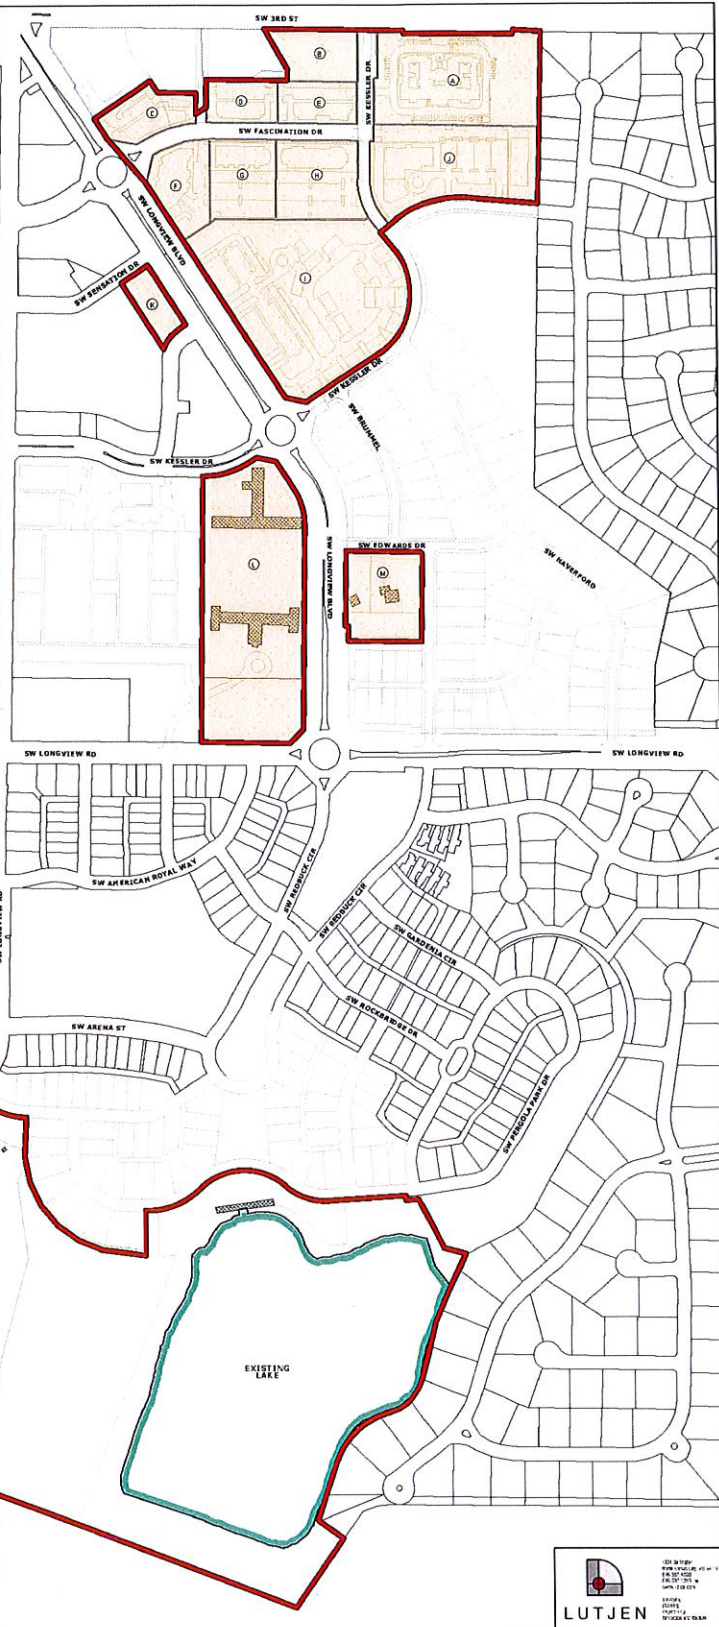 SW 3RD ST
B
A
SW KESSLER DR
C
D
E
SW FASCINATION DR
J
F
G
H
SW LONGVIEW BLVD
SW SENSATION DR
K
I
SW KESSLER DR
SW BRUMMEL
SW KESSLER DR
SW LONGVIEW BLVD
SW EDWARDS DR
SW HAVERFORD
L
M
SW LONGVIEW RD
SW LONGVIEW RD
SW AMERICAN ROYAL WAY
SW REDBUCK CIR
SW REDBUCK CIR
SW GARDENIA CIR
SW ROCKBRIDGE DR
SW ARENA ST
SW PERGOLA PARK DR
EXISTING
LAKE
LUTJEN